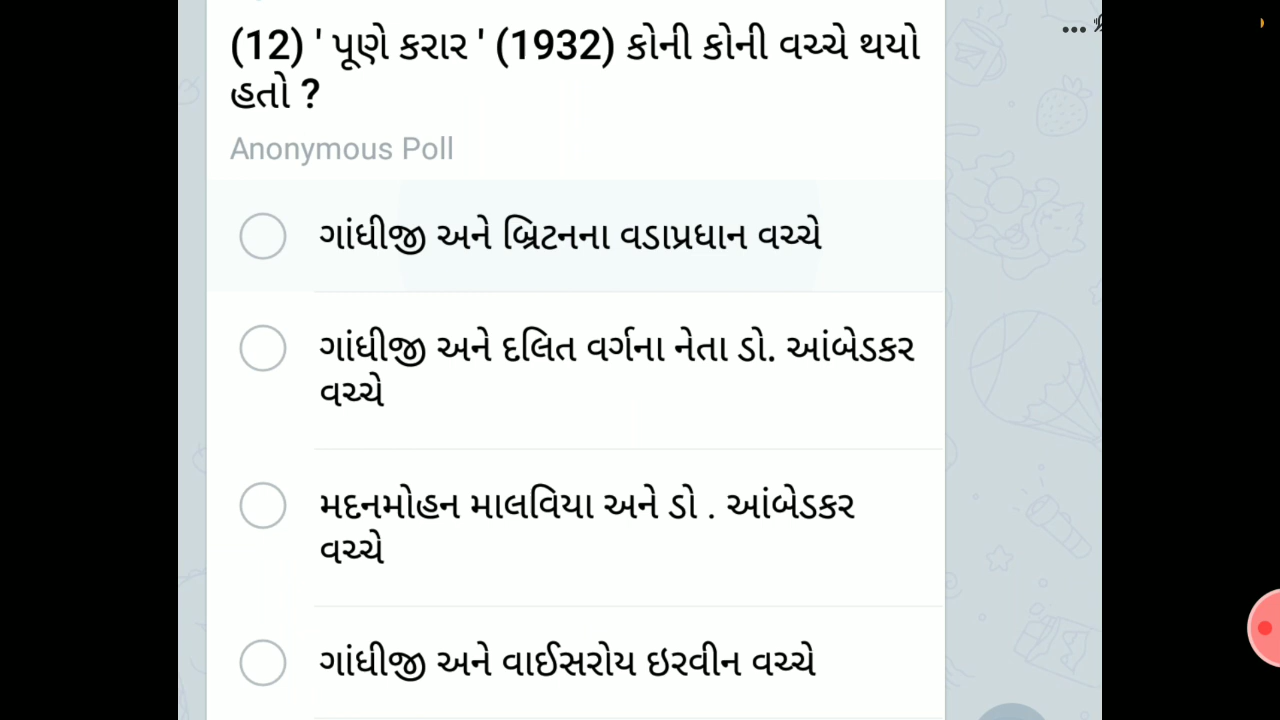 (12) ' પૂણે કરાર ' (1932) કોની કોની વચ્ચે થયો
હતો ?
Anonymous Poll
ગાંધીજી અને બ્રિટનના વડાપ્રધાન વચ્ચે
ગાંધીજી અને દલિત વર્ગના નેતા ડો. આંબેડકર
વચ્ચે
મદનમોહન માલવિયા અને ડો . આંબેડકર
વચ્ચે
ગાંધીજી અને વાઈસરોય ઇરવીન વચ્ચે